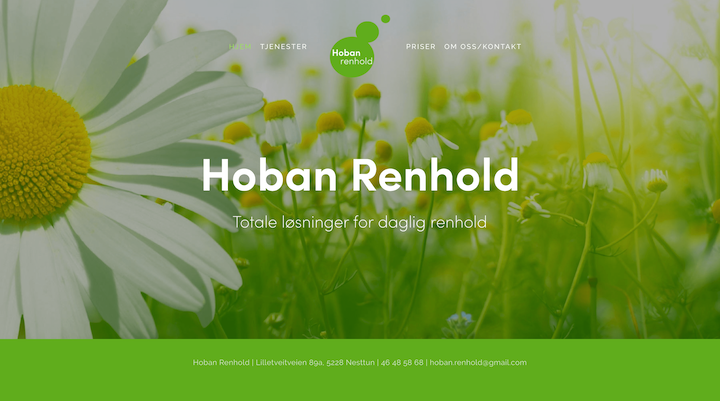 HJEM TJENESTER
Hoban
renhold
PRISER OM OSS/KONTAKT
Hoban Renhold
Totale løsninger for daglig renhold
Hoban Renhold | Lilletveitveien 89a, 5228 Nesttun | 46 48 58 68 | hoban.renhold@gmail.com